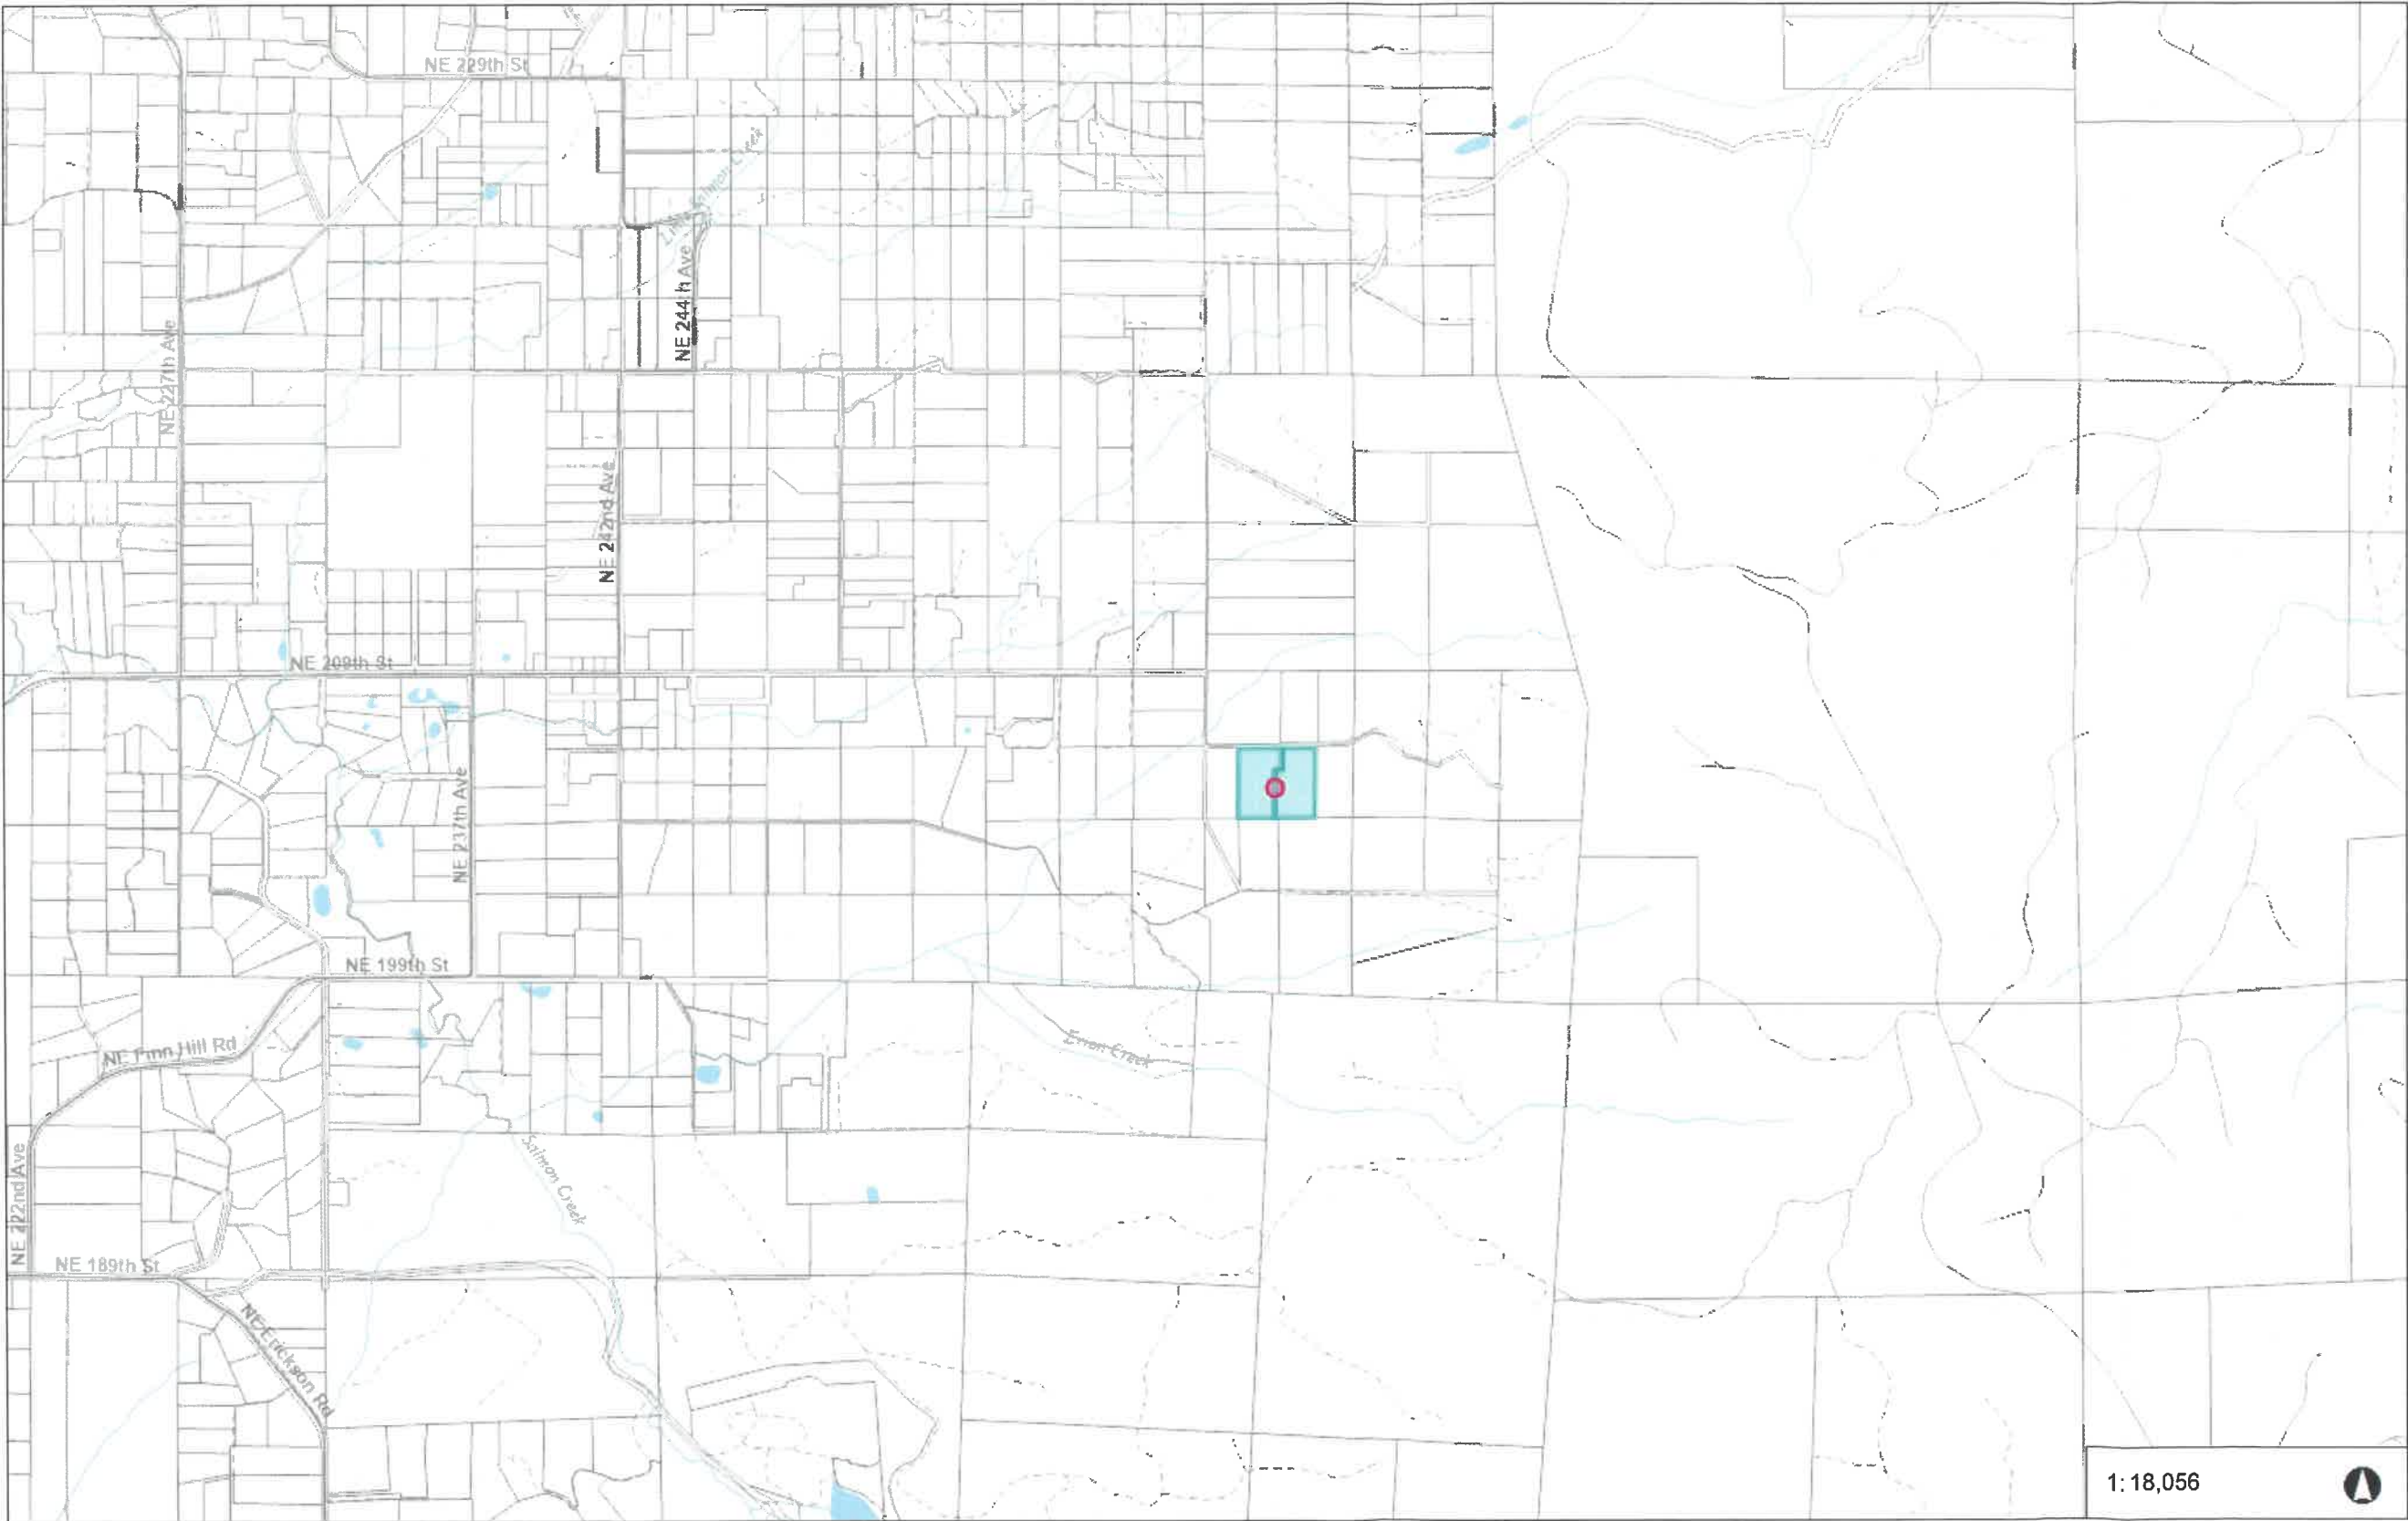 NE 229th St
NE 244th Ave
NE 227th Ave
NE 242nd Ave
NE 209th St
NE 237th Ave
NE 199th St
NE Finn Hill Rd
Erion Creek
Salmon Creek
NE 222nd Ave
NE 189th St
NE Erickson Rd
1: 18,056